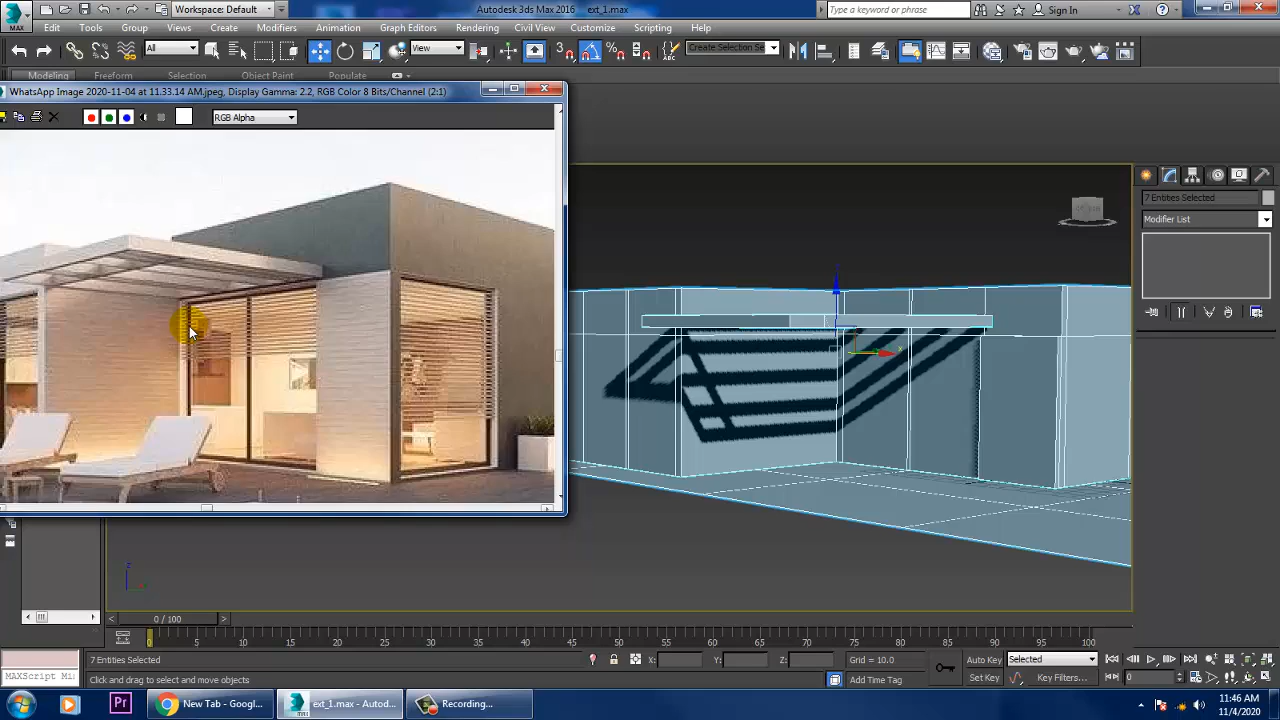 Workspace: Default
Autodesk 3ds Max 2016    ext_1.max
Type a keyword or phrase
Sign In
MAX
Edit Tools Group Views Create Modifiers Animation Graph Editors Rendering Civil View Customize Scripting Help
All
View
3
Create Selection Se
Modeling Freeform Selection Object Paint Populate
WhatsApp Image 2020-11-04 at 11.33.14 AM.jpeg, Display Gamma: 2.2, RGB Color 8 Bits/Channel (2:1)
RGB Alpha
7 Entities Selected
Modifier List
z
x
z
0 / 100
0 5 10 15 20 25 30 35 40 45 50 55 60 65 70 75 80 85 90 95 100
7 Entities Selected
X: Y: Z: Grid = 10.0
Auto Key Selected
MAXScript Mi
Click and drag to select and move objects
Add Time Tag
Set Key Key Filters...
0
Pr
New Tab - Googl...
ext_1.max - Autod...
Recording...
11:46 AM
11/4/2020